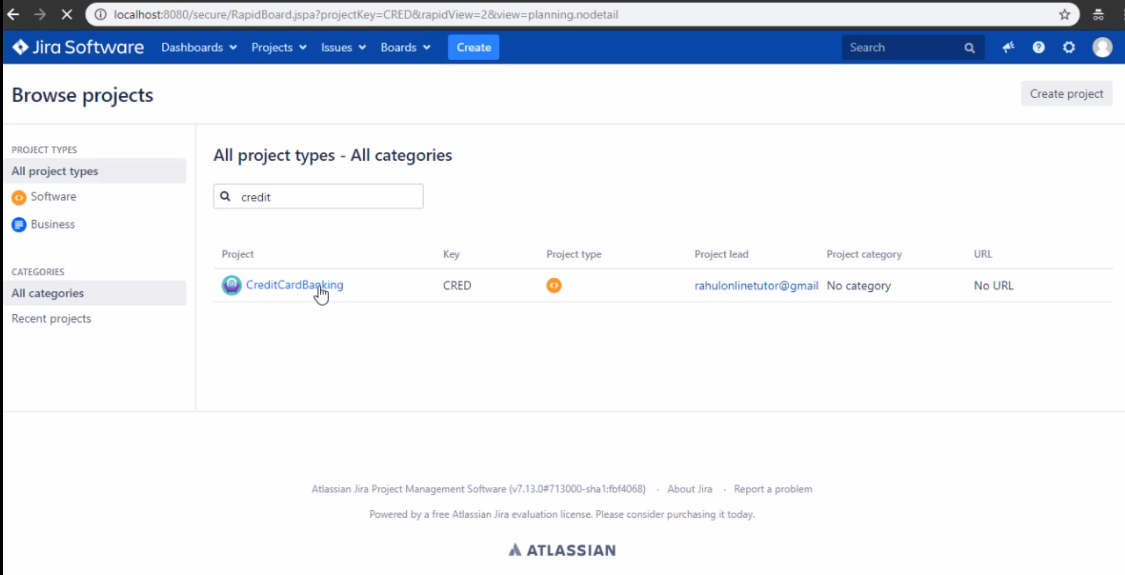 localhost:8080/secure/RapidBoard.jspa?projectKey=CRED&rapidView=2&view=planning.nodetail
Jira Software Dashboards Projects Issues Boards Create Search
Browse projects Create project
PROJECT TYPES
All project types
Software
Business
CATEGORIES
All categories
Recent projects
All project types - All categories
credit
Project Key Project type Project lead Project category URL
CreditCardBanking CRED rahulonlinetutor@gmail No category No URL
Atlassian Jira Project Management Software (v7.13.0#713000-sha1:fbf4068) · About Jira · Report a problem
Powered by a free Atlassian Jira evaluation license. Please consider purchasing it today.
ATLASSIAN